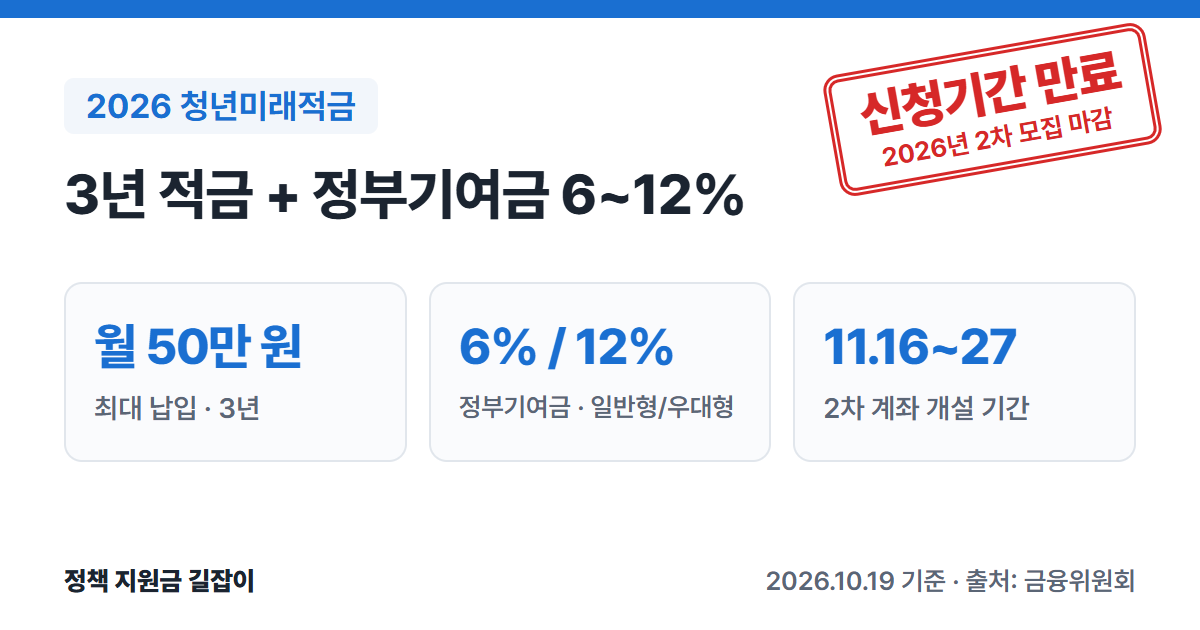 2026 청년미래적금
신청기간 만료
2026년 2차 모집 마감
3년 적금 + 정부기여금 6~12%
월 50만 원
최대 납입 · 3년
6% / 12%
정부기여금 · 일반형/우대형
11.16~27
2차 계좌 개설 기간
정책 지원금 길잡이
2026.10.19 기준 · 출처: 금융위원회